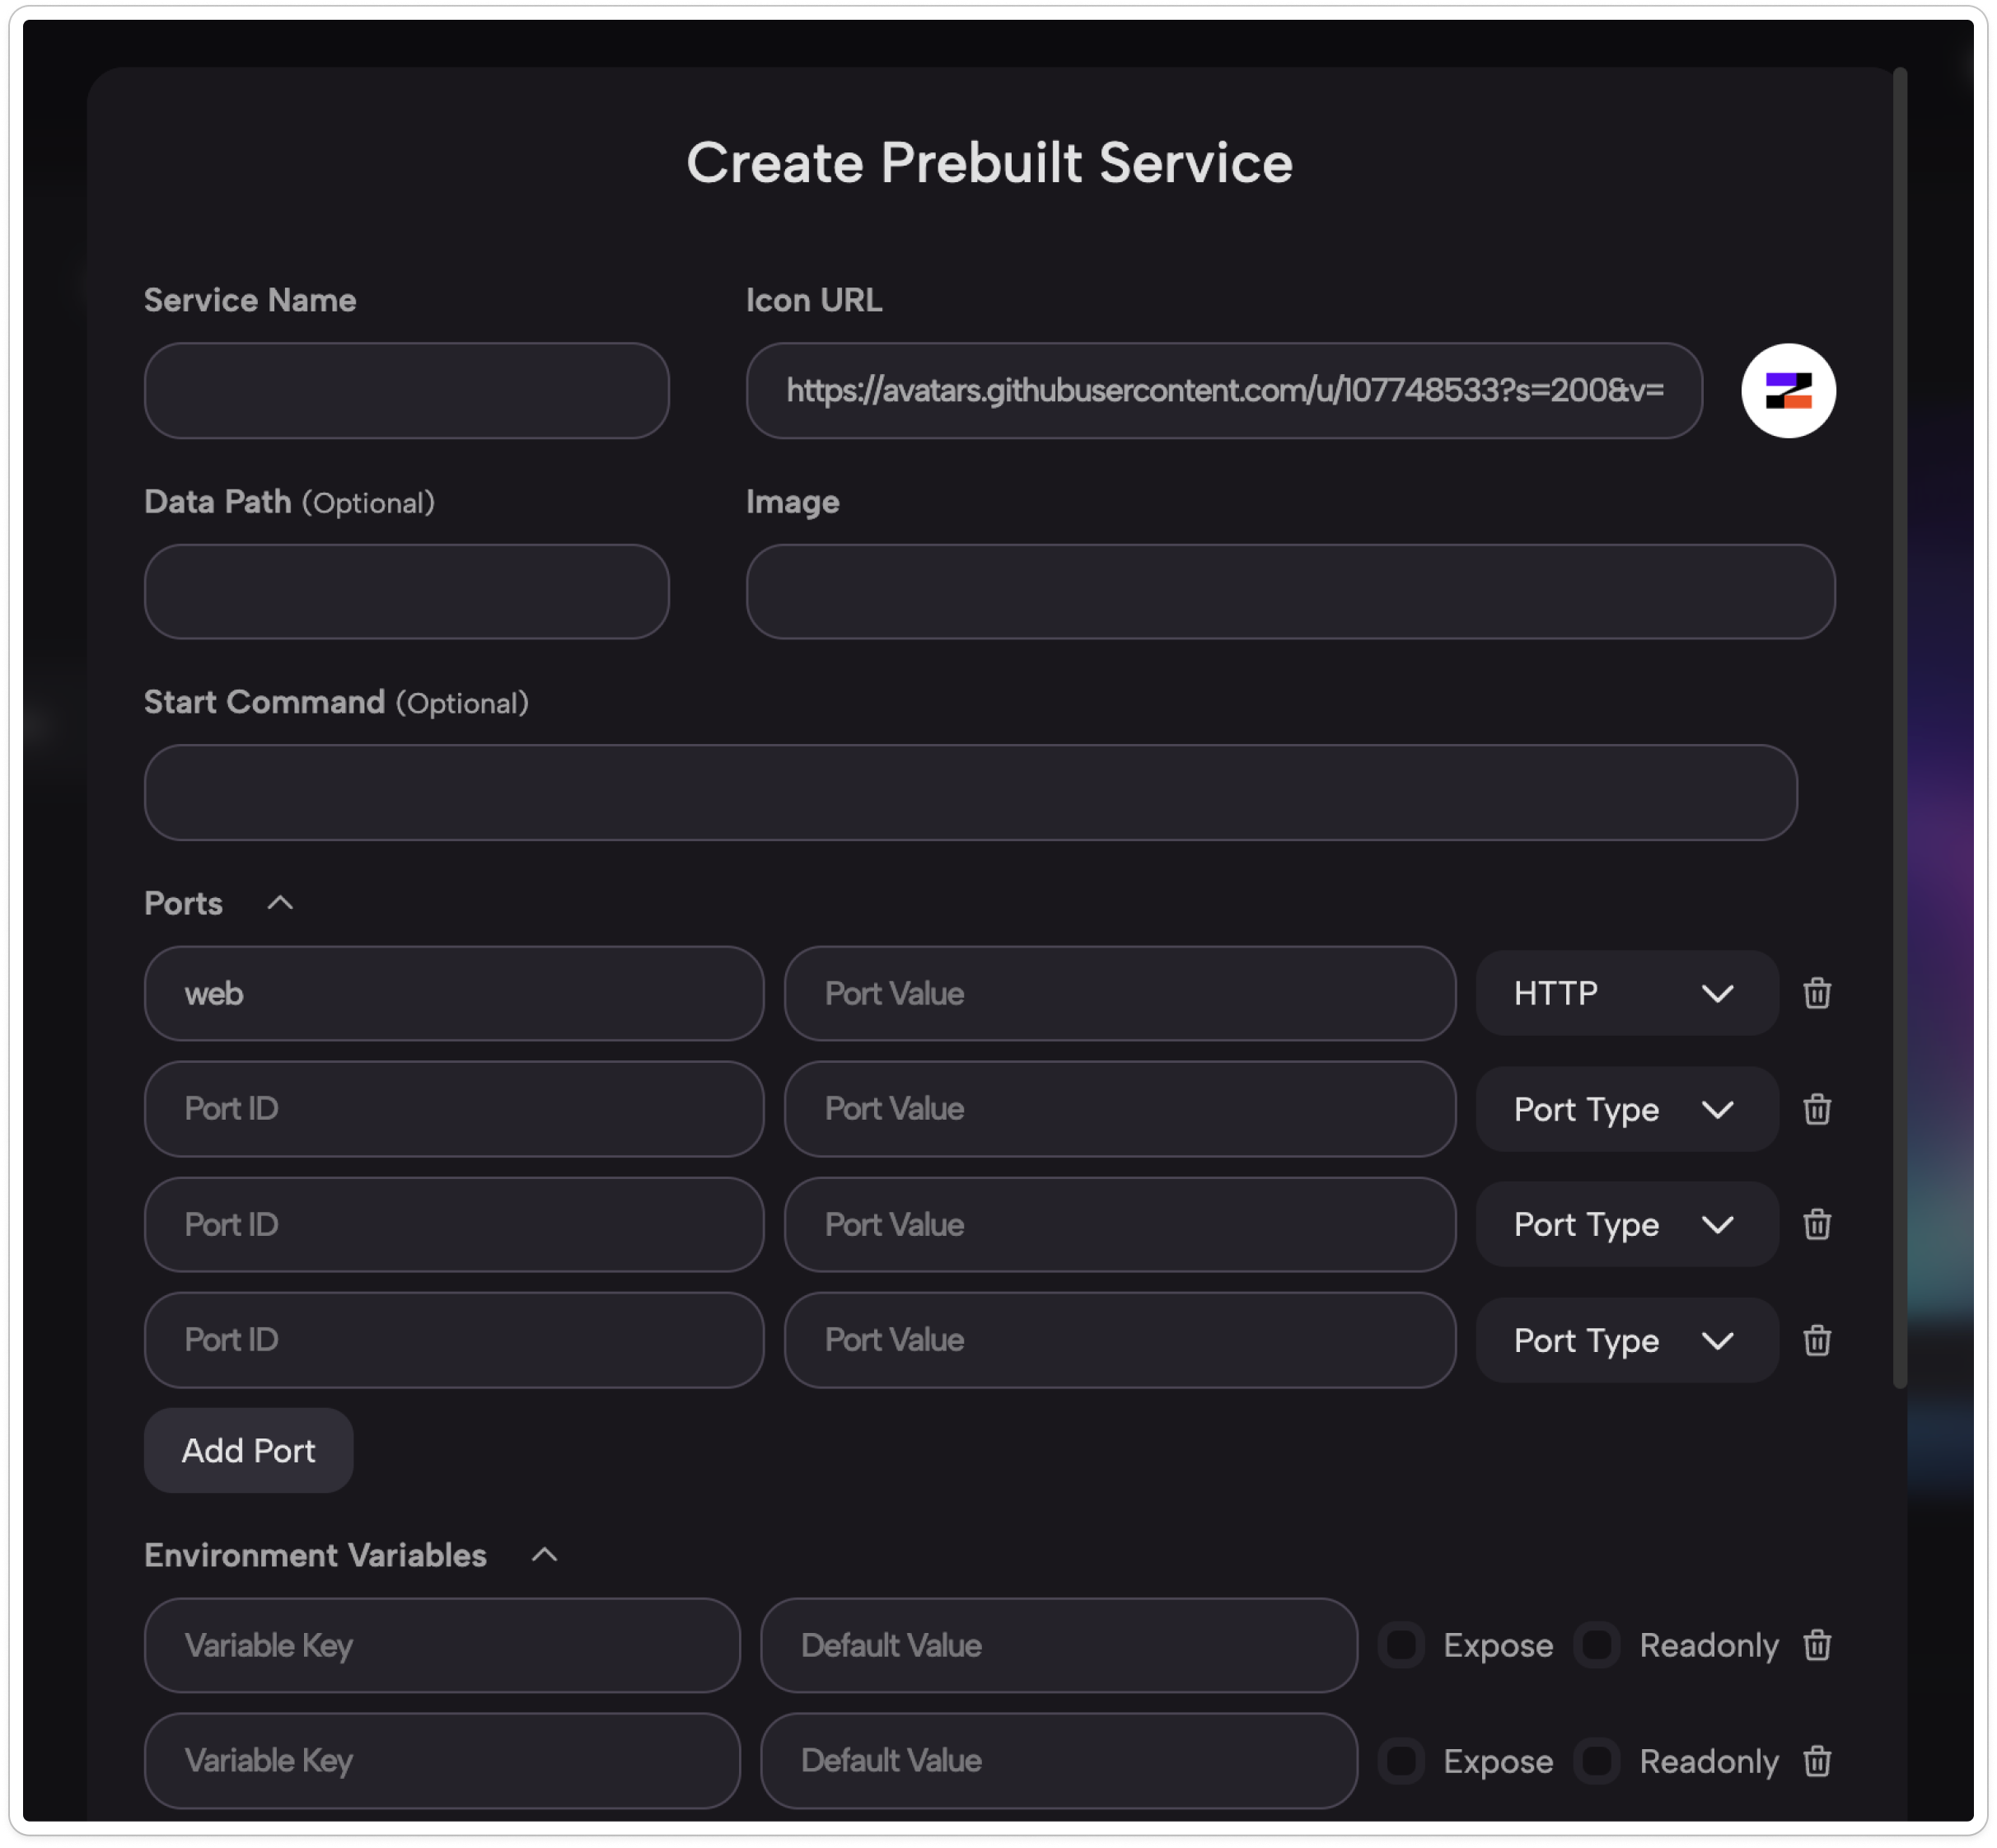 Create Prebuilt Service
Service Name
Icon URL
https://avatars.githubusercontent.com/u/107748533?s=200&v=
Data Path (Optional)
Image
Start Command (Optional)
Ports
web
Port Value
HTTP
Port ID
Port Value
Port Type
Port ID
Port Value
Port Type
Port ID
Port Value
Port Type
Add Port
Environment Variables
Variable Key
Default Value
Expose
Readonly
Variable Key
Default Value
Expose
Readonly